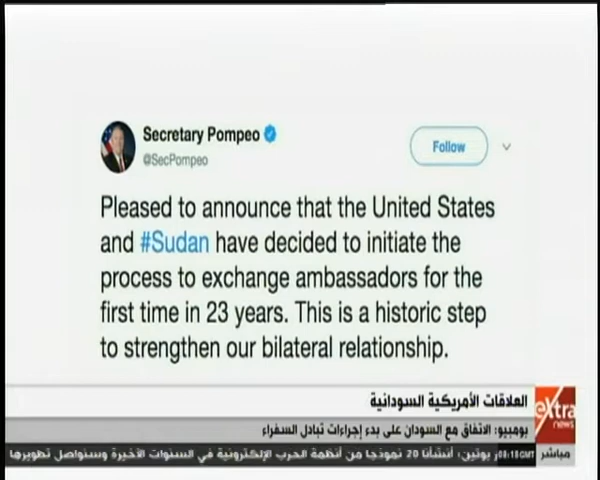 Secretary Pompeo
@SecPompeo
Follow
Pleased to announce that the United States
and #Sudan have decided to initiate the
process to exchange ambassadors for the
first time in 23 years. This is a historic step
to strengthen our bilateral relationship.
العلاقات الأمريكية السودانية
بومبيو: الاتفاق مع السودان على بدء إجراءات تبادل السفراء
eXtra
news
مباشر
08:18GMT
بوتين: أنشأنا 20 نموذجا من أنظمة الحرب الإلكترونية في السنوات الأخيرة وسنواصل تطويرها